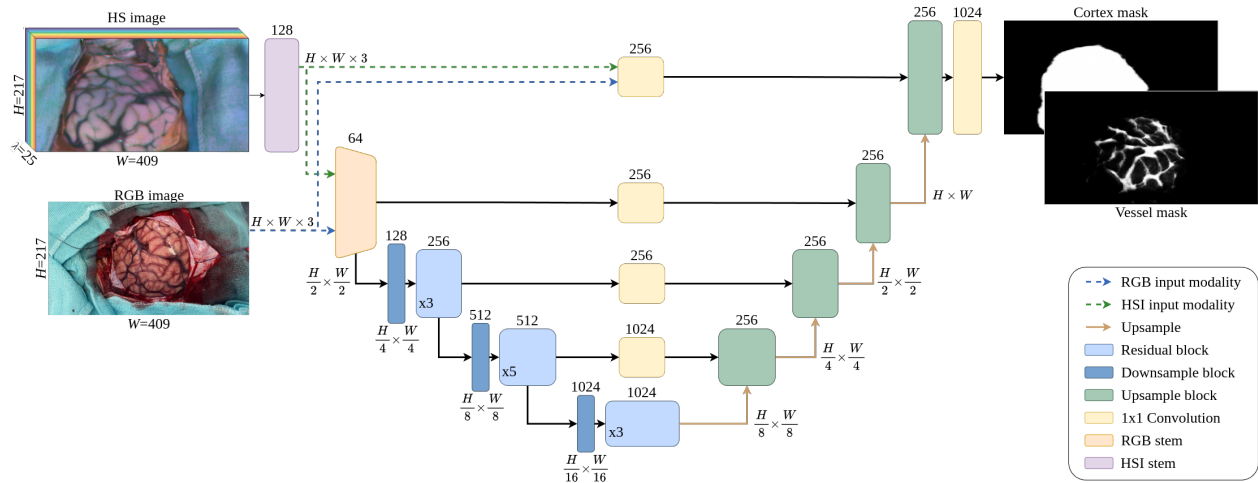 HS image
H=217
λ=25
W=409
128
H × W × 3
RGB image
H=217
W=409
H × W × 3
64
256
256
1024
Cortex mask
Vessel mask
256
256
H × W
H/2 × W/2
128
256
x3
H/4 × W/4
256
256
H/2 × W/2
512
512
x5
H/8 × W/8
1024
256
H/4 × W/4
1024
1024
x3
H/16 × W/16
H/8 × W/8
RGB input modality
HSI input modality
Upsample
Residual block
Downsample block
Upsample block
1x1 Convolution
RGB stem
HSI stem